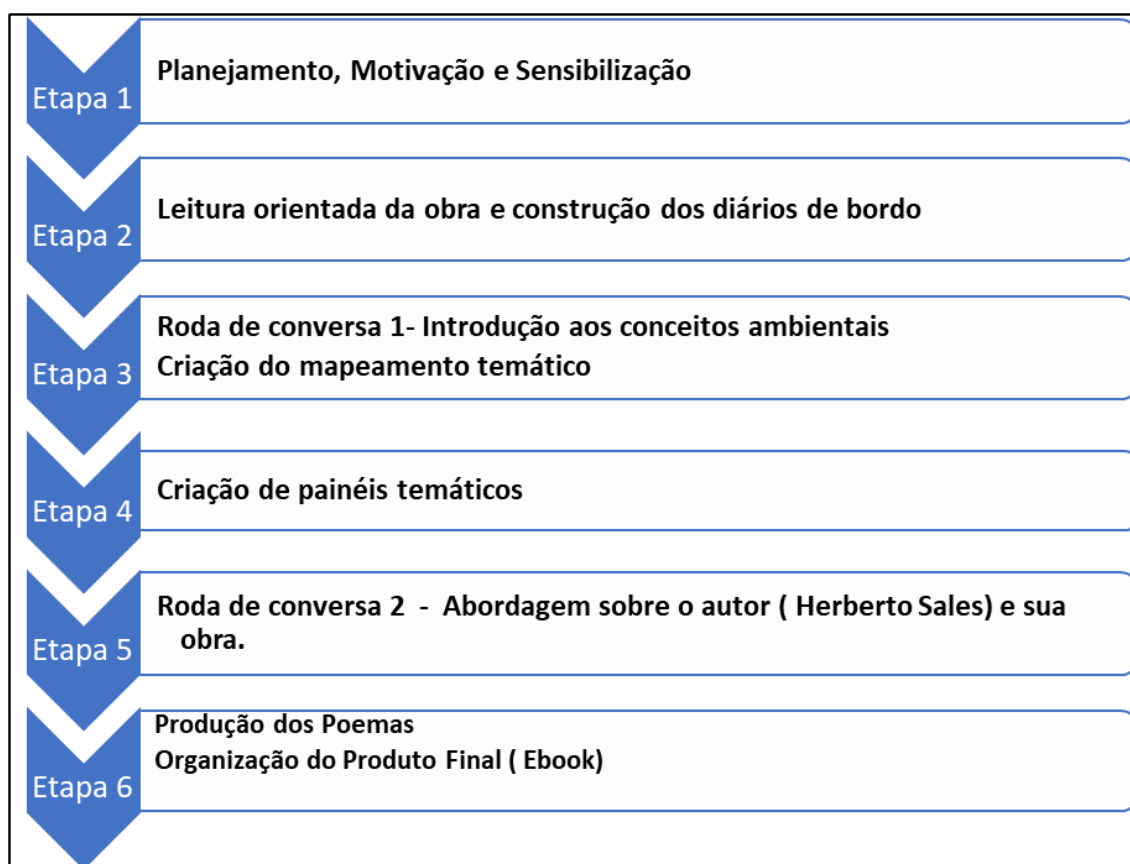 Etapa 1
Planejamento, Motivação e Sensibilização
Etapa 2
Leitura orientada da obra e construção dos diários de bordo
Etapa 3
Roda de conversa 1- Introdução aos conceitos ambientais
Criação do mapeamento temático
Etapa 4
Criação de painéis temáticos
Etapa 5
Roda de conversa 2 - Abordagem sobre o autor ( Herberto Sales) e sua
obra.
Etapa 6
Produção dos Poemas
Organização do Produto Final ( Ebook)